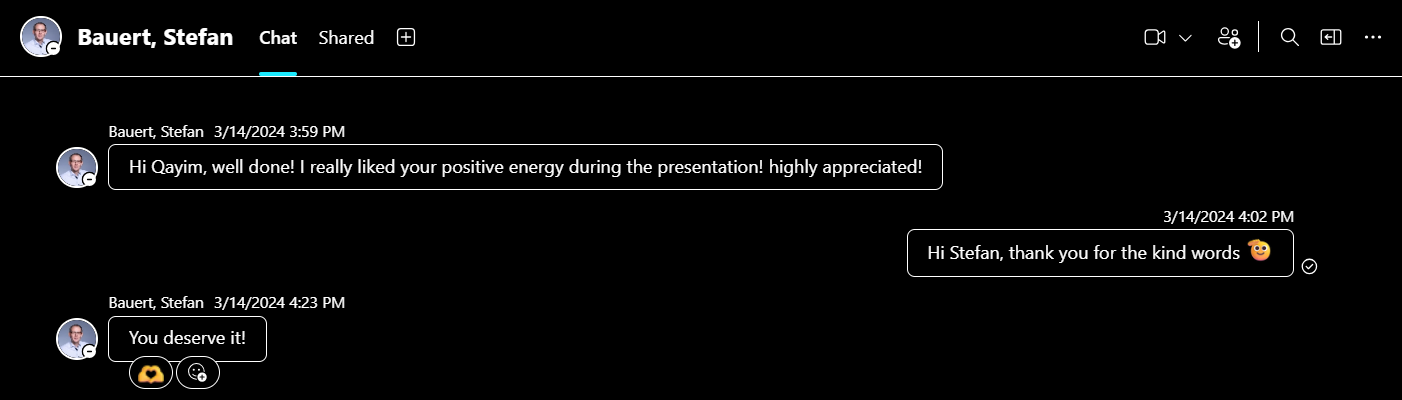 Bauert, Stefan Chat Shared
Bauert, Stefan 3/14/2024 3:59 PM
Hi Qayim, well done! I really liked your positive energy during the presentation! highly appreciated!
3/14/2024 4:02 PM
Hi Stefan, thank you for the kind words 🫡
Bauert, Stefan 3/14/2024 4:23 PM
You deserve it!
🫶